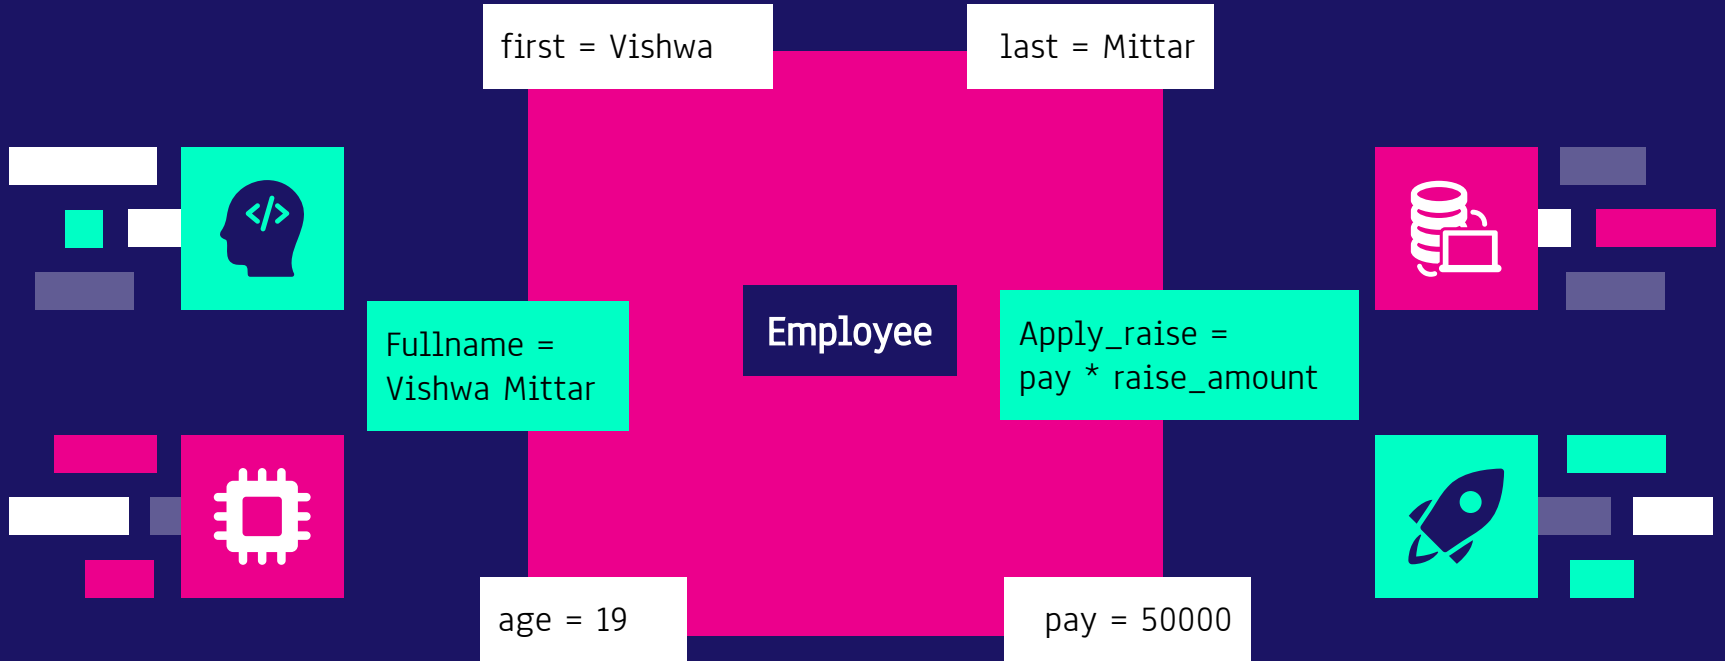 first = Vishwa
last = Mittar
</>
Fullname =
Vishwa Mittar
Employee
Apply_raise =
pay * raise_amount
age = 19
pay = 50000